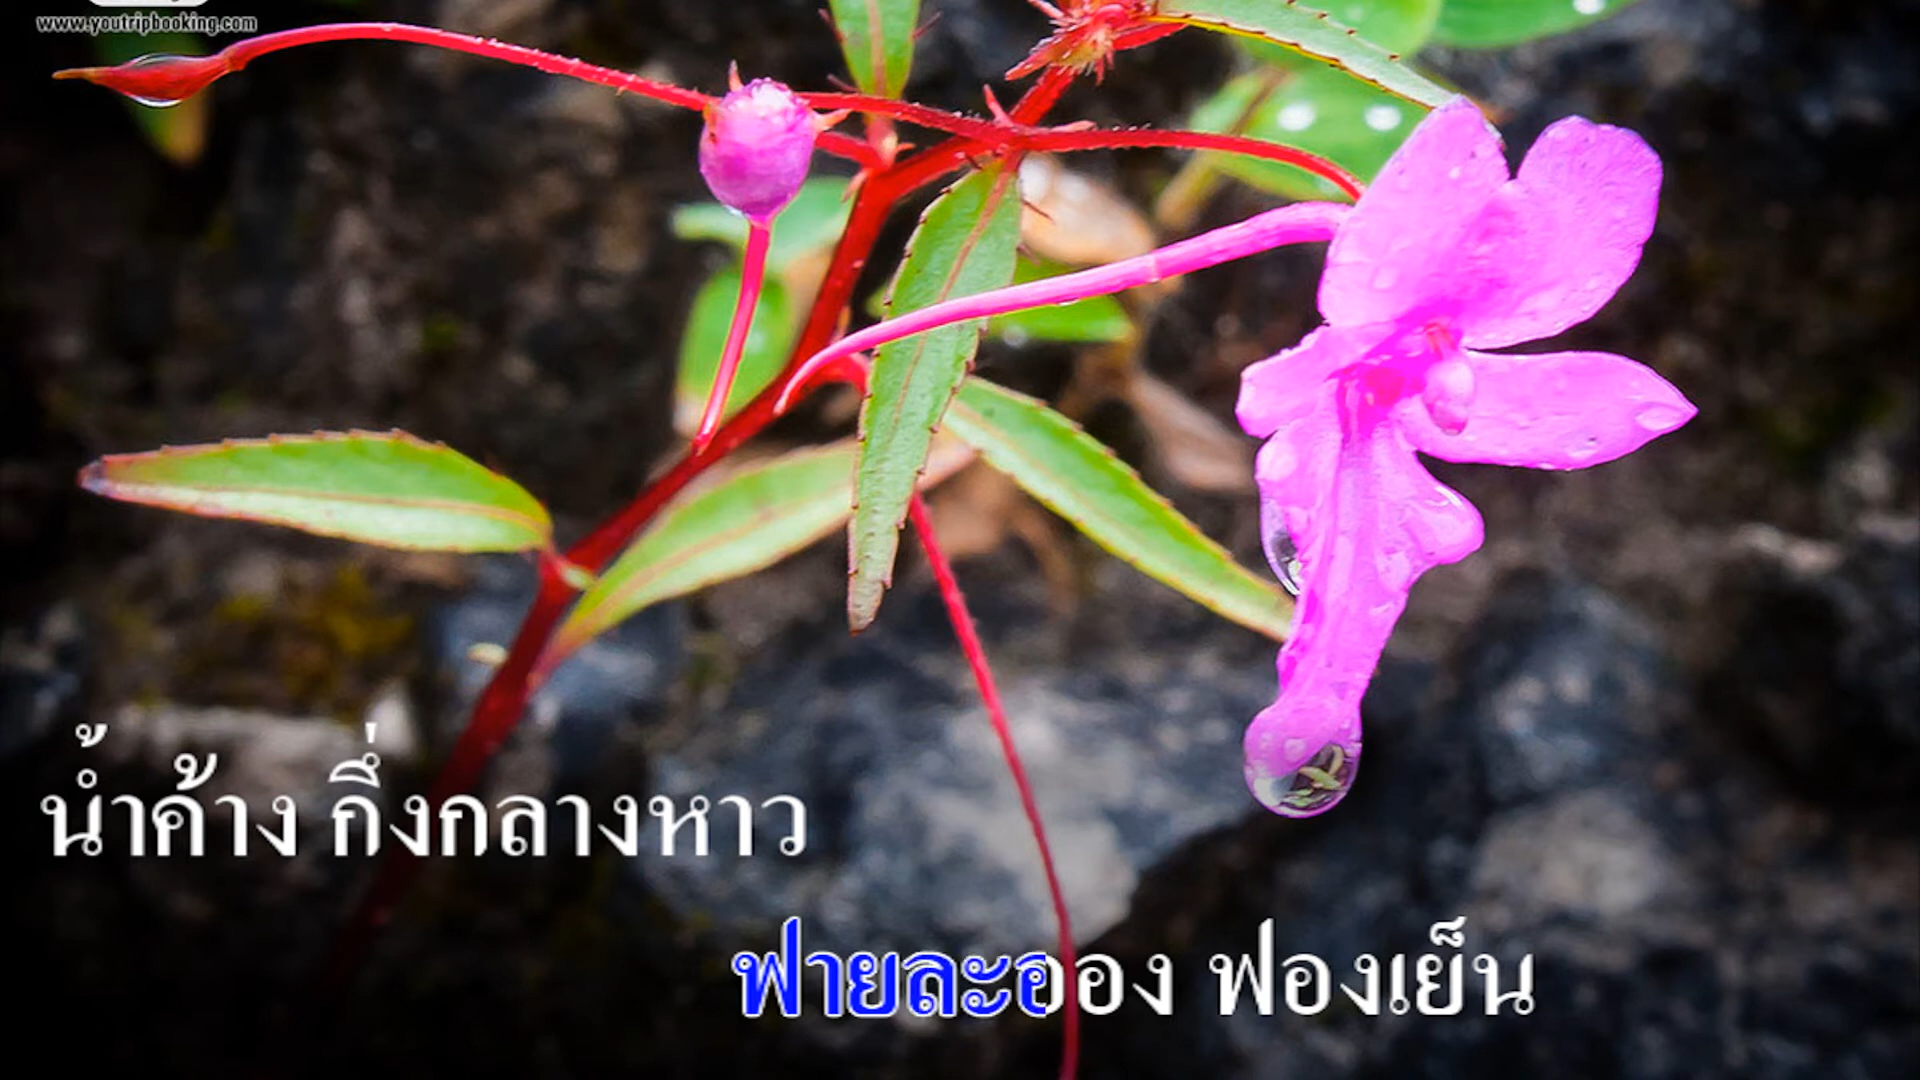 www.youtripbooking.com
น้ำค้าง กึ่งกลางหาว
ฟายละออง ฟองเย็น